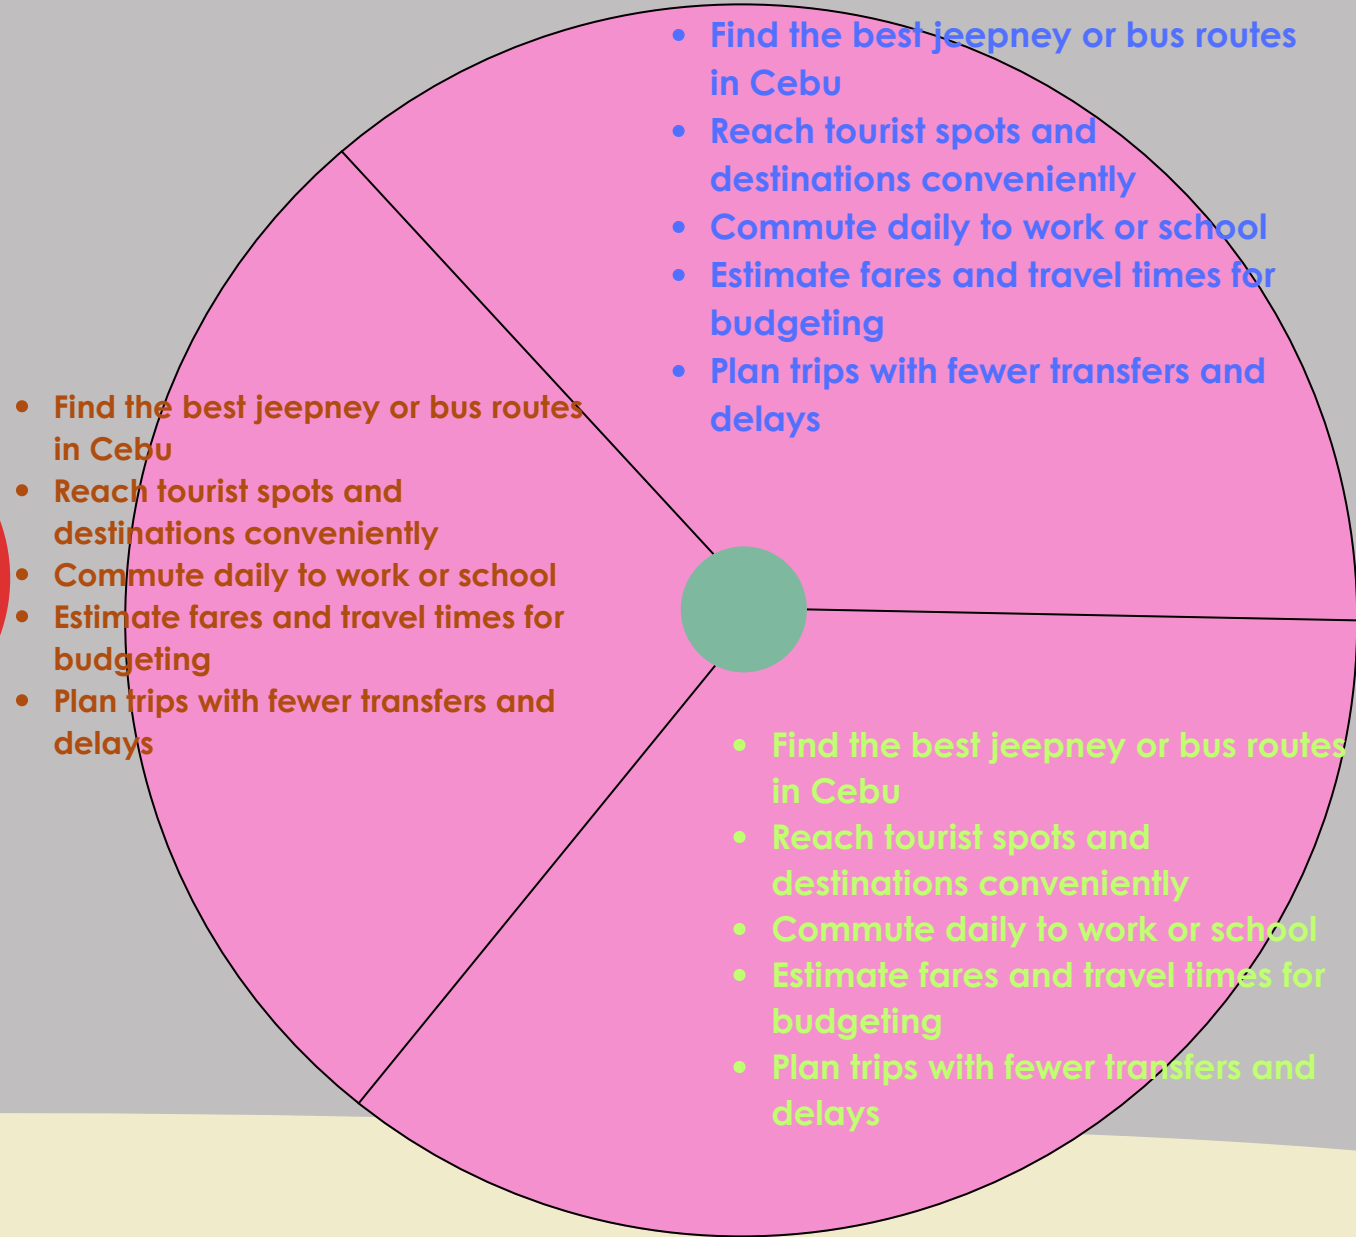 • Find the best jeepney or bus routes
in Cebu
• Reach tourist spots and
destinations conveniently
• Commute daily to work or school
• Estimate fares and travel times for
budgeting
• Plan trips with fewer transfers and
delays
• Find the best jeepney or bus routes
in Cebu
• Reach tourist spots and
destinations conveniently
• Commute daily to work or school
• Estimate fares and travel times for
budgeting
• Plan trips with fewer transfers and
delays
• Find the best jeepney or bus routes
in Cebu
• Reach tourist spots and
destinations conveniently
• Commute daily to work or school
• Estimate fares and travel times for
budgeting
• Plan trips with fewer transfers and
delays